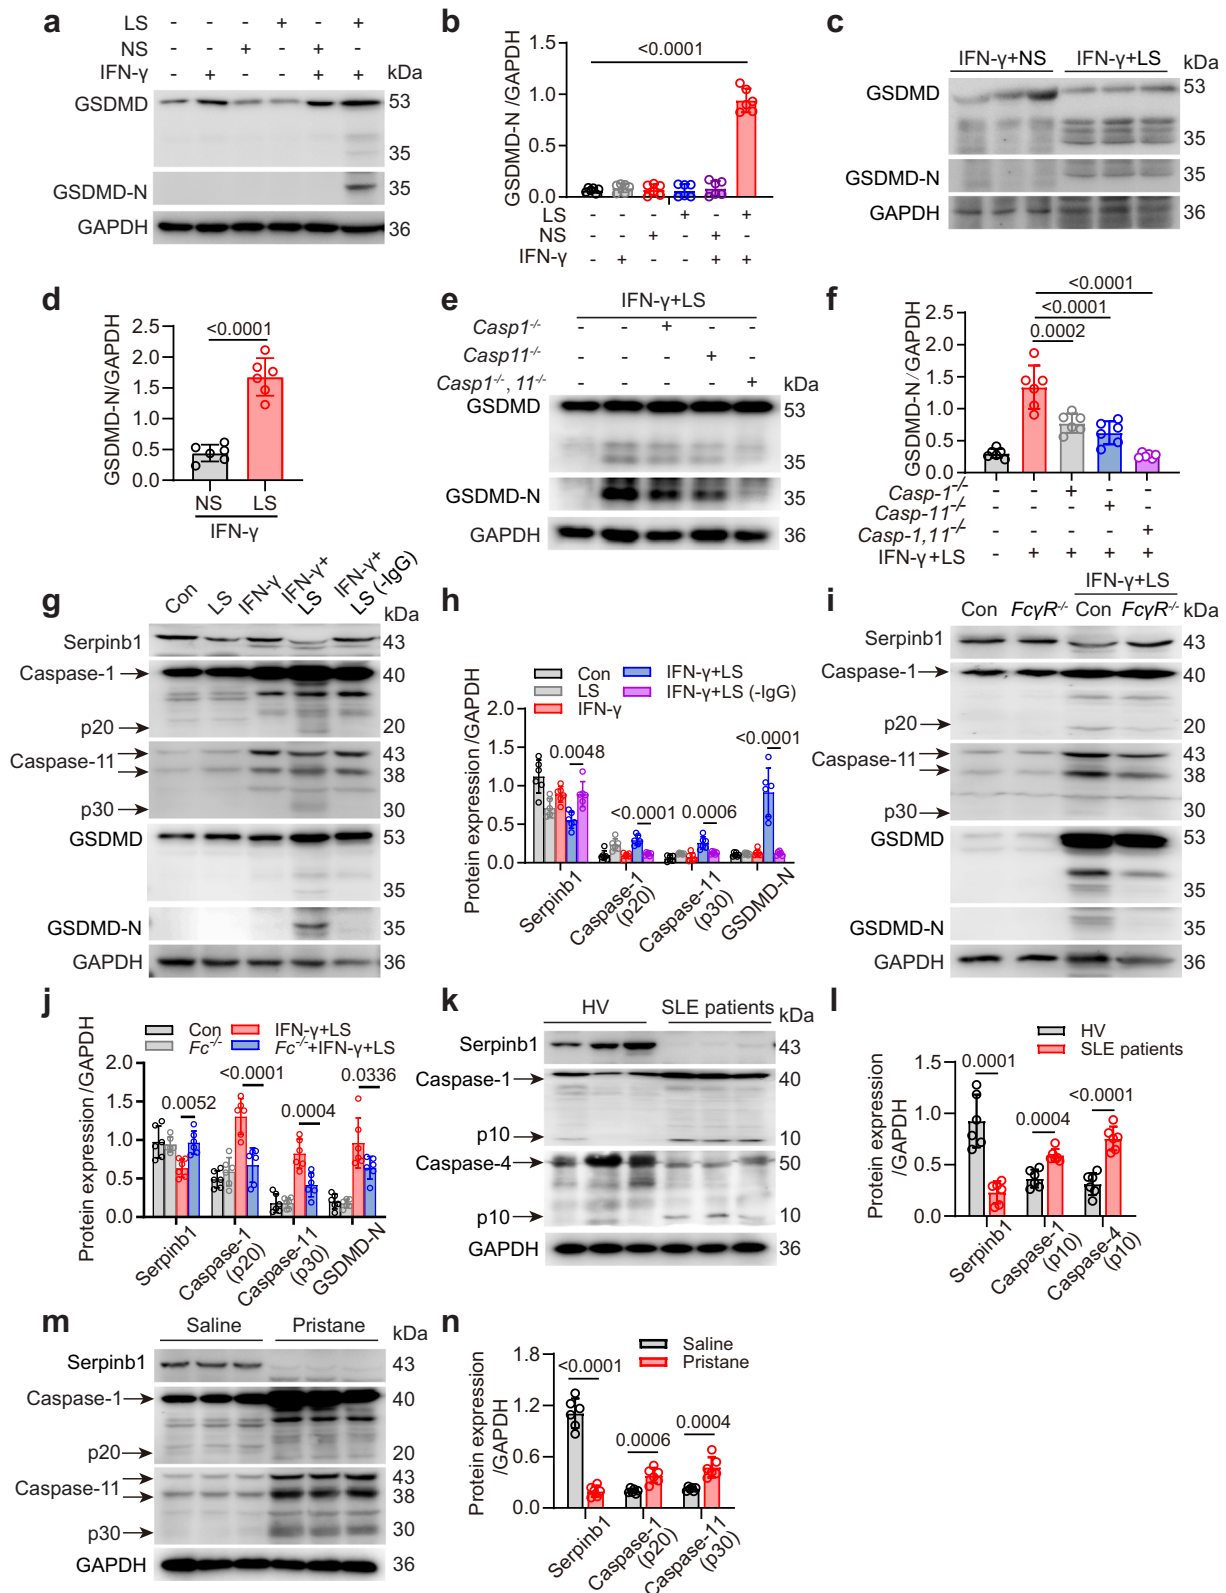 a
LS - - - + - +
NS - - + - + -
IFN-γ - + - - + + kDa
GSDMD 53
35
GSDMD-N 35
GAPDH 36
b
GSDMD-N /GAPDH
1.5
1.0
0.5
0.0
<0.0001
LS - - - + - +
NS - - + - + -
IFN-γ - + - - + +
c
IFN-γ+NS IFN-γ+LS kDa
GSDMD 53
35
GSDMD-N 35
GAPDH 36
d
GSDMD-N/GAPDH
2.5
2.0
1.5
1.0
0.5
0.0
<0.0001
NS LS
IFN-γ
e
IFN-γ+LS
Casp1-/- - - + - -
Casp11-/- - - - + -
Casp1-/-, 11-/- - - - - + kDa
GSDMD 53
35
GSDMD-N 35
GAPDH 36
f
GSDMD-N/GAPDH
2.5
2.0
1.5
1.0
0.5
0.0
<0.0001
<0.0001
0.0002
Casp-1-/- - - + - -
Casp-11-/- - - - + -
Casp-1,11-/- - - - - +
IFN-γ+LS - + + + +
g
Con LS IFN-γ IFN-γ+ LS IFN-γ+ LS (-IgG) kDa
Serpinb1 43
Caspase-1 40
p20 20
Caspase-11 43
38
p30 30
GSDMD 53
35
GSDMD-N 35
GAPDH 36
h
Con IFN-γ+LS
LS IFN-γ+LS (-IgG)
IFN-γ
Protein expression /GAPDH
1.5
1.0
0.5
0.0
0.0048
<0.0001
0.0006
<0.0001
Serpinb1
Caspase-1 (p20)
Caspase-11 (p30)
GSDMD-N
i
IFN-γ+LS
Con FcγR-/- Con FcγR-/- kDa
Serpinb1 43
Caspase-1 40
p20 20
Caspase-11 43
38
p30 30
GSDMD 53
35
GSDMD-N 35
GAPDH 36
j
Con IFN-γ+LS
Fc-/- Fc-/-+IFN-γ+LS
Protein expression /GAPDH
2.0
1.5
1.0
0.5
0.0
0.0052
<0.0001
0.0004
0.0336
Serpinb1
Caspase-1 (p20)
Caspase-11 (p30)
GSDMD-N
k
HV SLE patients kDa
Serpinb1 43
Caspase-1 40
p10 10
Caspase-4 50
p10 10
GAPDH 36
l
HV
SLE patients
Protein expression
/GAPDH
1.5
1.0
0.5
0.0
0.0001
0.0004
<0.0001
Serpinb1
Caspase-1 (p10)
Caspase-4 (p10)
m
Saline Pristane kDa
Serpinb1 43
Caspase-1 40
p20 20
Caspase-11 43
38
p30 30
GAPDH 36
n
Saline
Pristane
Protein expression
/GAPDH
1.8
1.2
0.6
0.0
<0.0001
0.0006
0.0004
Serpinb1
Caspase-1 (p20)
Caspase-11 (p30)